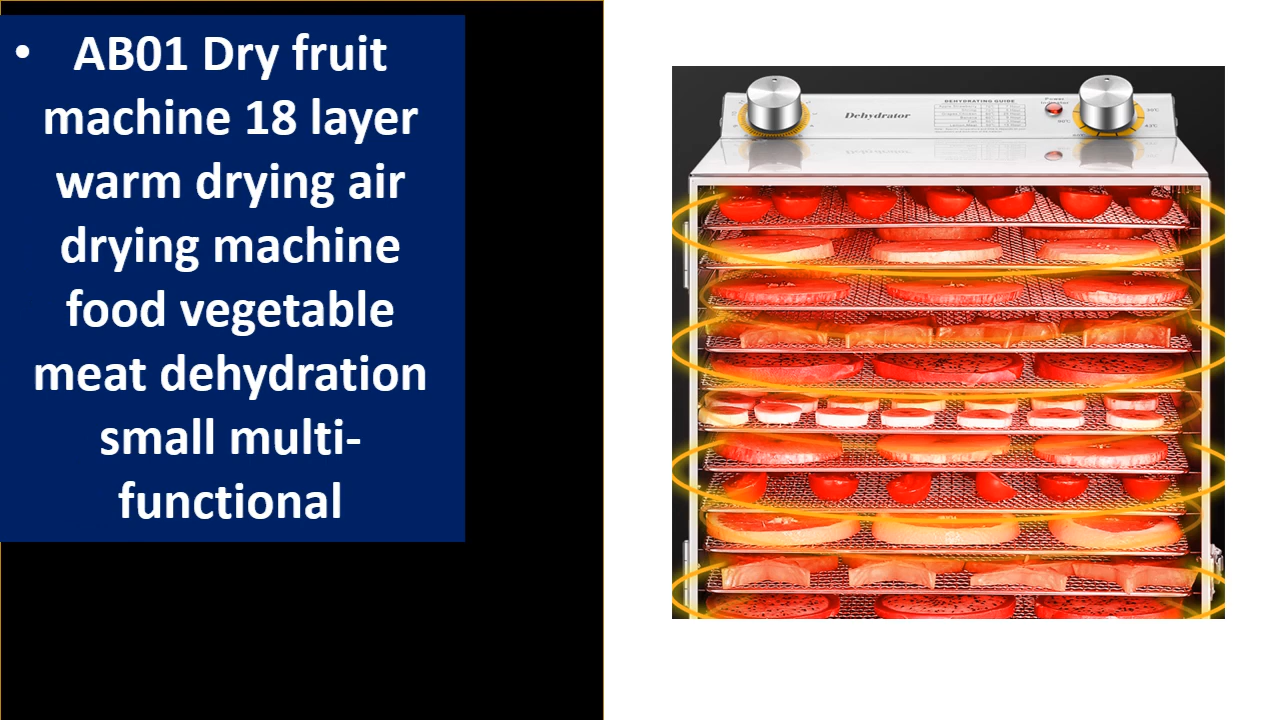 • AB01 Dry fruit
machine 18 layer
warm drying air
drying machine
food vegetable
meat dehydration
small multi-
functional
Dehydrator
DEHYDRATING GUIDE
Power